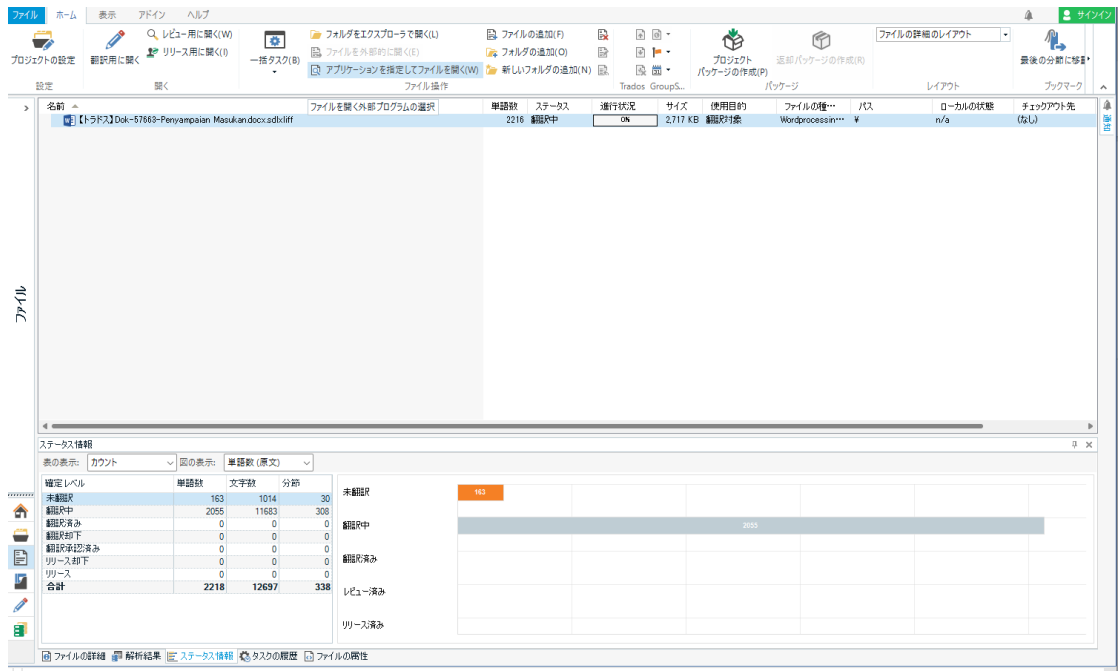 ファイル ホーム 表示 アドイン ヘルプ サインイン
プロジェクトの設定 翻訳用に開く レビュー用に開く(W) リリース用に開く(I) 一括タスク(B) フォルダをエクスプローラで開く(L) ファイルを外部的に開く(E) アプリケーションを指定してファイルを開く(W) ファイルの追加(F) フォルダの追加(O) 新しいフォルダの追加(N) プロジェクト パッケージの作成(P) 返却パッケージの作成(R) ファイルの詳細のレイアウト 最後の分節に移動
設定 開く ファイル操作 Trados GroupS... パッケージ レイアウト ブックマーク
名前 ファイルを開く外部プログラムの選択 単語数 ステータス 進行状況 サイズ 使用目的 ファイルの種… パス ローカルの状態 チェックアウト先
【トラドス】Dok-57663-Penyampaian Masukan.docx.sdlxliff 2216 翻訳中 0% 2,717 KB 翻訳対象 Wordprocessin… ¥ n/a (なし)
通知
ファイル
ステータス情報
表の表示: カウント 図の表示: 単語数 (原文)
確定レベル 単語数 文字数 分節
未翻訳 163 1014 30
翻訳中 2055 11683 308
翻訳済み 0 0 0
翻訳却下 0 0 0
翻訳承認済み 0 0 0
リリース却下 0 0 0
リリース 0 0 0
合計 2218 12697 338
未翻訳 163
翻訳中 2055
翻訳済み
レビュー済み
リリース済み
ファイルの詳細 解析結果 ステータス情報 タスクの履歴 ファイルの属性